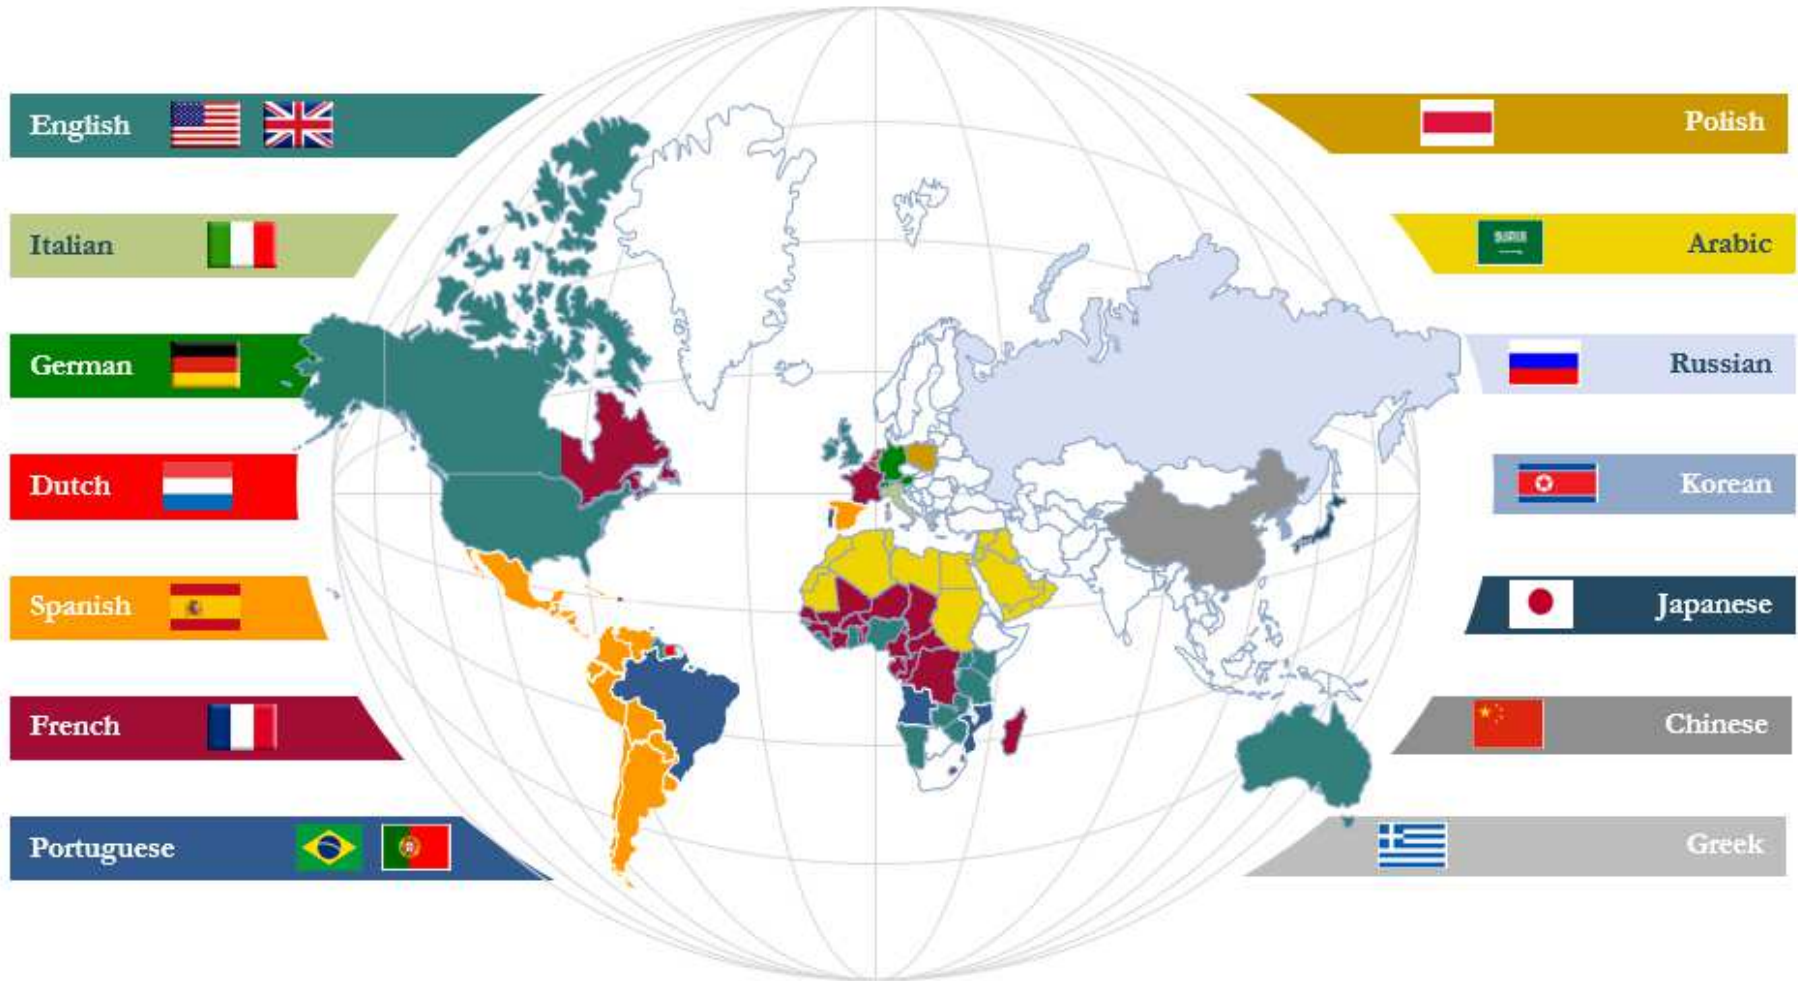 English
Italian
German
Dutch
Spanish
French
Portuguese
Polish
Arabic
Russian
Korean
Japanese
Chinese
Greek